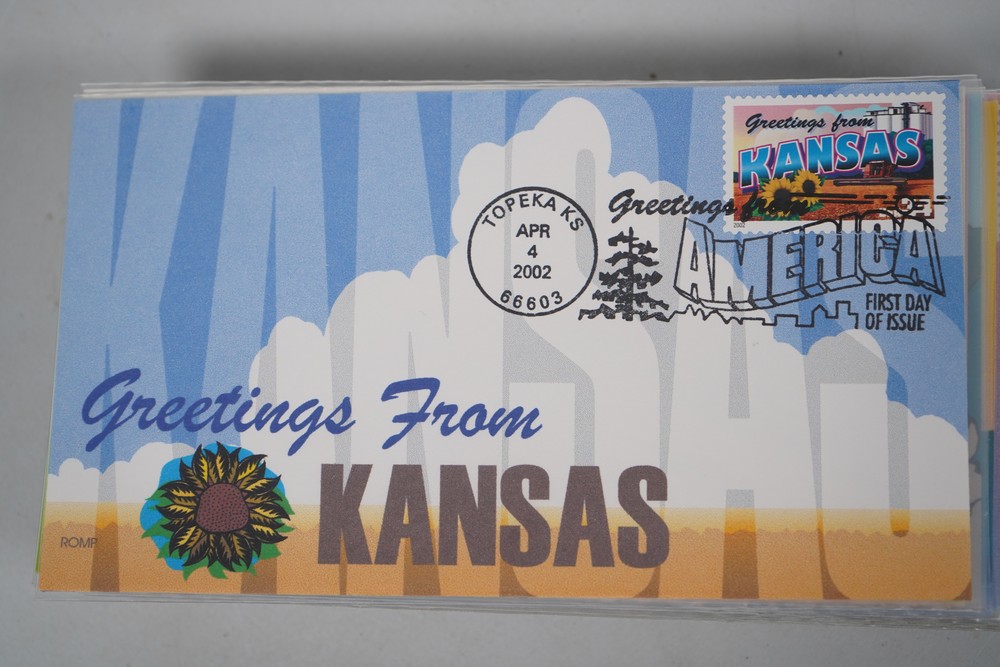 Greetings from
KANSAS
2002
TOPEKA KS
APR
4
2002
66603
Greetings from
AMERICA
FIRST DAY
OF ISSUE
KANSAS
Greetings From
KANSAS
ROMP